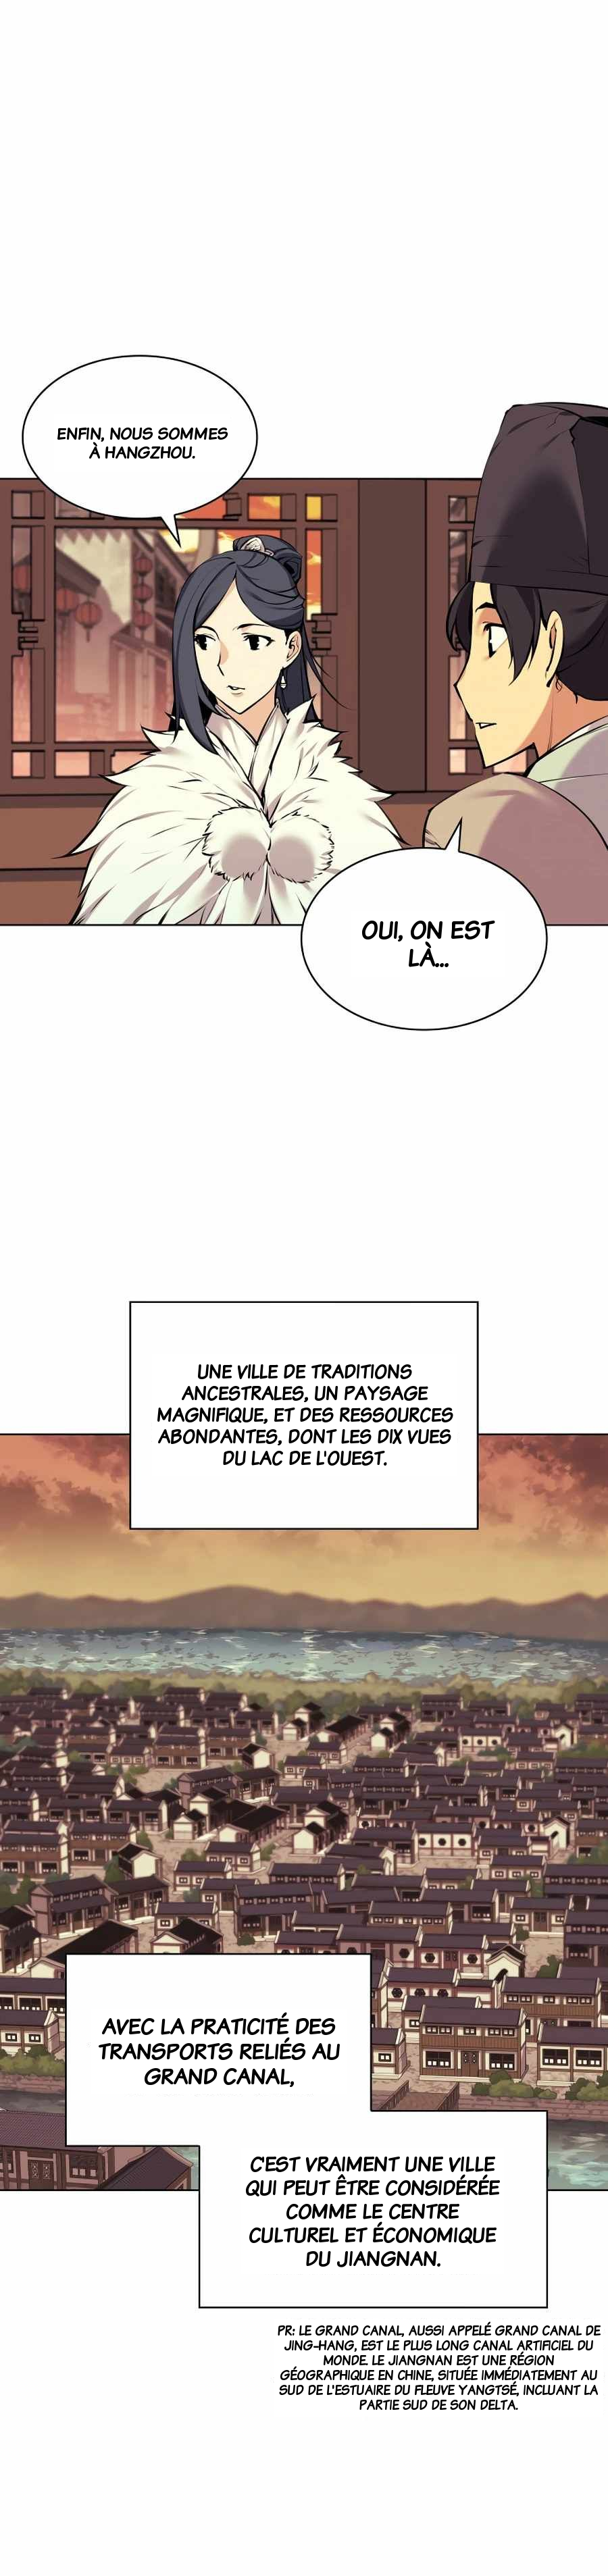 ENFIN, NOUS SOMMES
À HANGZHOU.
OUI, ON EST
LÀ...
UNE VILLE DE TRADITIONS
ANCESTRALES, UN PAYSAGE
MAGNIFIQUE, ET DES RESSOURCES
ABONDANTES, DONT LES DIX VUES
DU LAC DE L'OUEST.
AVEC LA PRATICITÉ DES
TRANSPORTS RELIÉS AU
GRAND CANAL,
C'EST VRAIMENT UNE VILLE
QUI PEUT ÊTRE CONSIDÉRÉE
COMME LE CENTRE
CULTUREL ET ÉCONOMIQUE
DU JIANGNAN.
PR: LE GRAND CANAL, AUSSI APPELÉ GRAND CANAL DE
JING-HANG, EST LE PLUS LONG CANAL ARTIFICIEL DU
MONDE. LE JIANGNAN EST UNE RÉGION
GÉOGRAPHIQUE EN CHINE, SITUÉE IMMÉDIATEMENT AU
SUD DE L'ESTUAIRE DU FLEUVE YANGTSÉ, INCLUANT LA
PARTIE SUD DE SON DELTA.